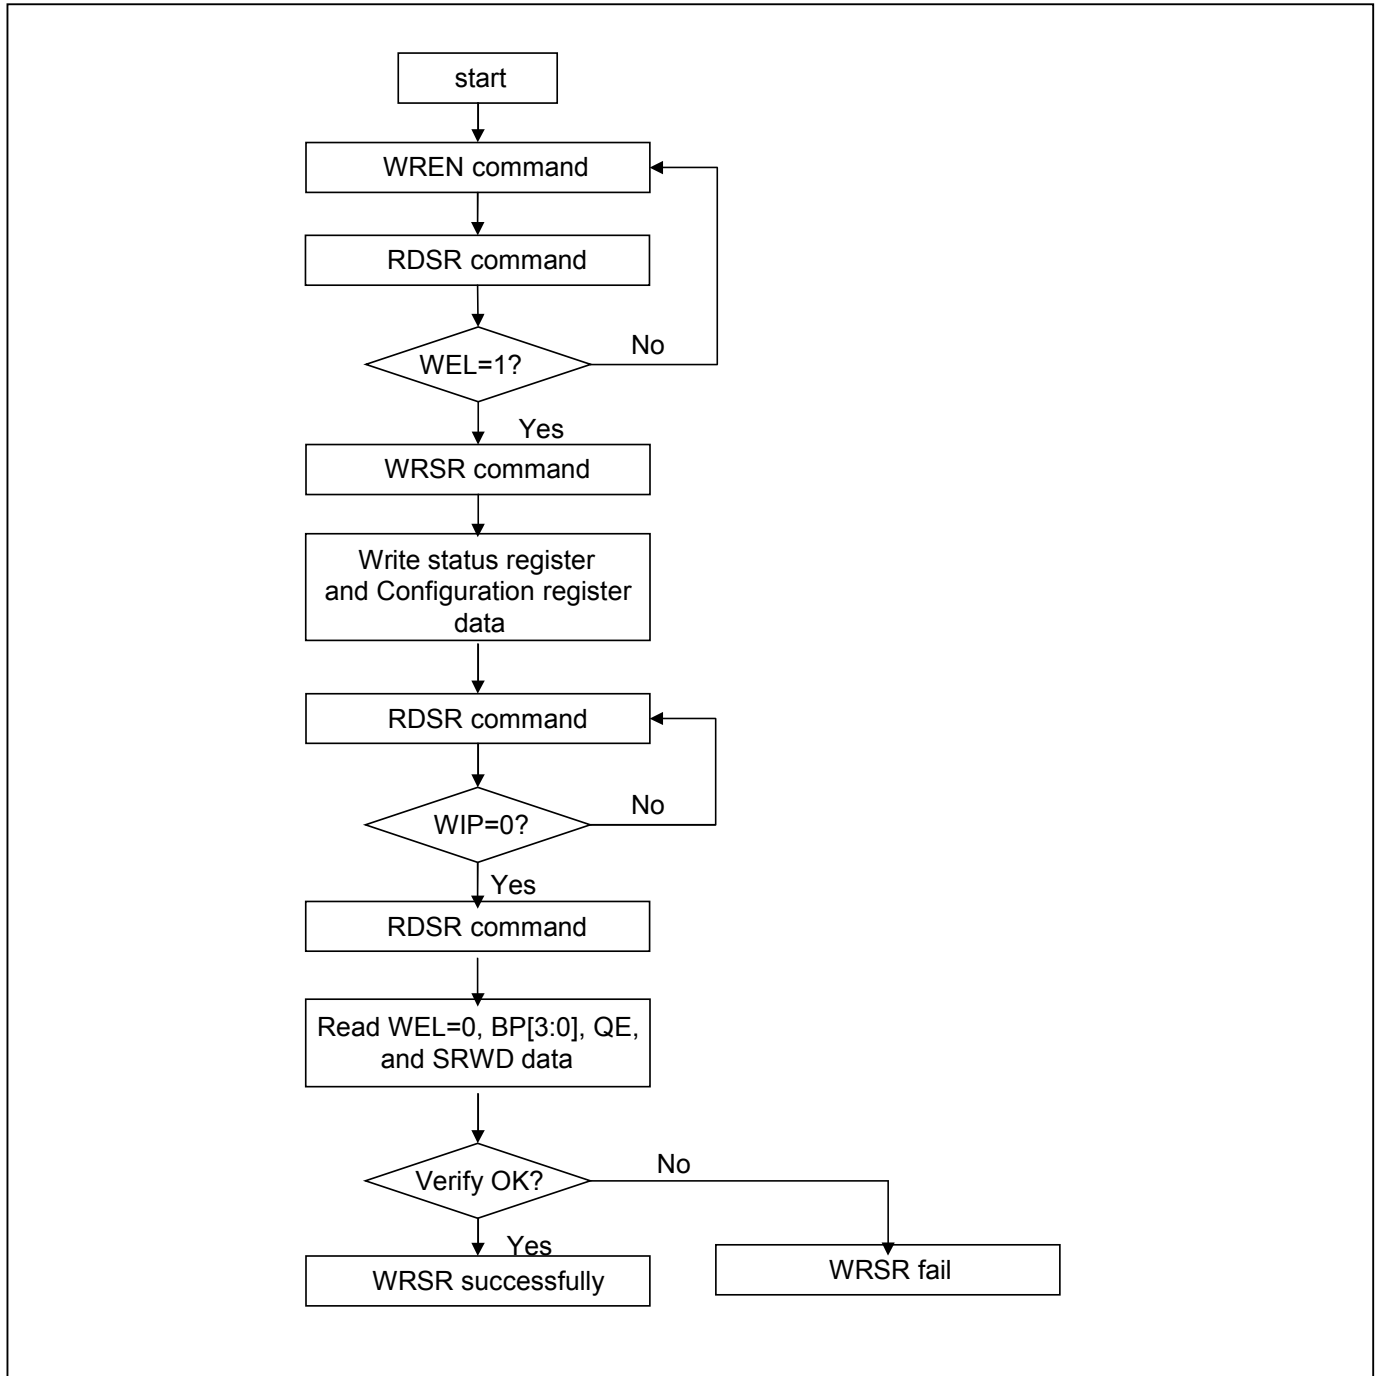 start
WREN command
RDSR command
WEL=1?
No
Yes
WRSR command
Write status register
and Configuration register
data
RDSR command
WIP=0?
No
Yes
RDSR command
Read WEL=0, BP[3:0], QE,
and SRWD data
Verify OK?
No
Yes
WRSR successfully
WRSR fail